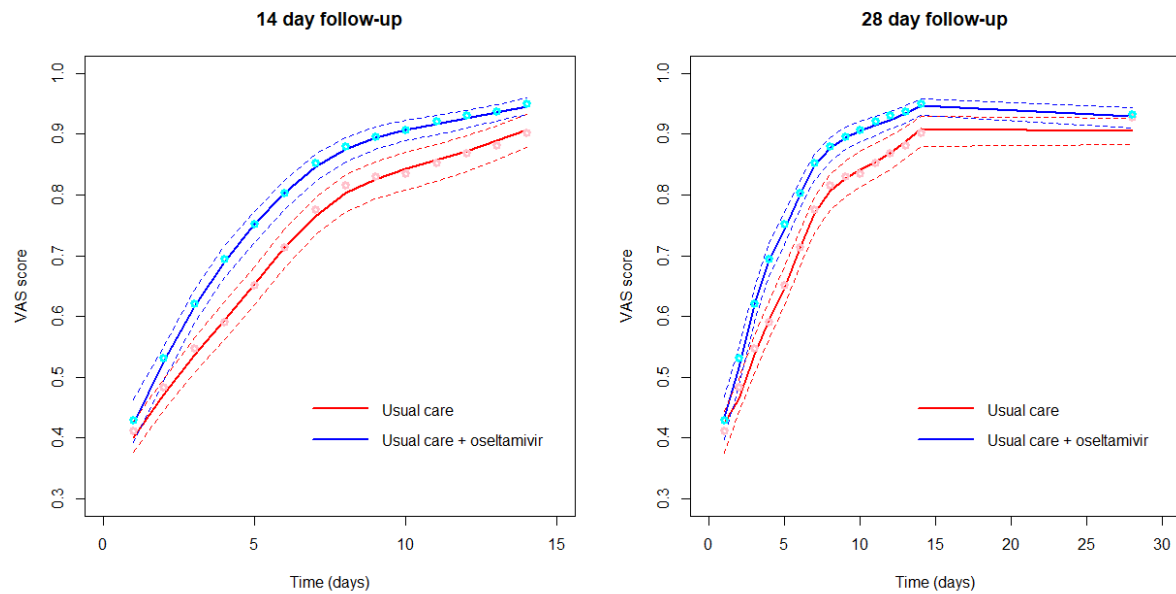 14 day follow-up
VAS score
1.0
0.9
0.8
0.7
0.6
0.5
0.4
0.3
Usual care
Usual care + oseltamivir
0 5 10 15
Time (days)
28 day follow-up
VAS score
1.0
0.9
0.8
0.7
0.6
0.5
0.4
0.3
Usual care
Usual care + oseltamivir
0 5 10 15 20 25 30
Time (days)